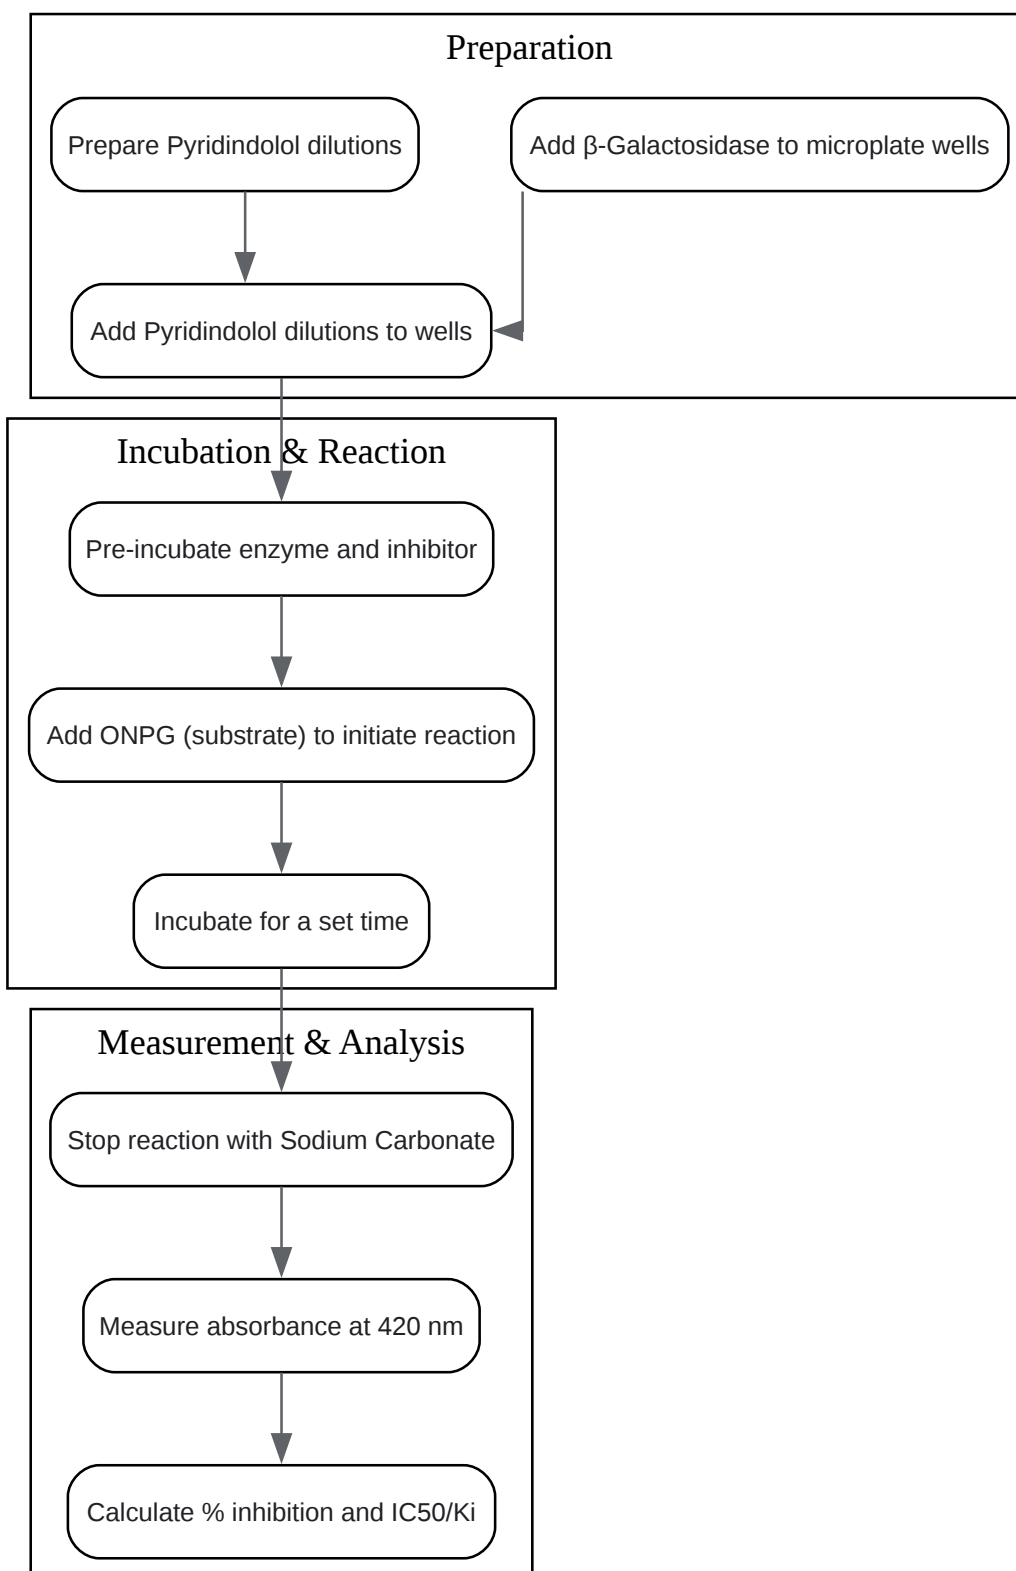 Preparation
Prepare Pyridindolol dilutions
Add β-Galactosidase to microplate wells
Add Pyridindolol dilutions to wells
Incubation & Reaction
Pre-incubate enzyme and inhibitor
Add ONPG (substrate) to initiate reaction
Incubate for a set time
Measurement & Analysis
Stop reaction with Sodium Carbonate
Measure absorbance at 420 nm
Calculate % inhibition and IC50/Ki